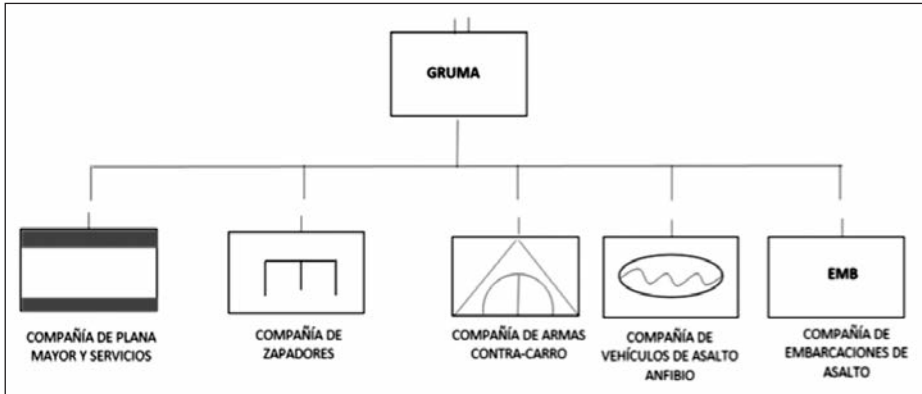 GRUMA
EMB
COMPAÑÍA DE PLANA
MAYOR Y SERVICIOS
COMPAÑÍA DE
ZAPADORES
COMPAÑÍA DE ARMAS
CONTRA-CARRO
COMPAÑÍA DE
VEHÍCULOS DE ASALTO
ANFIBIO
COMPAÑÍA DE
EMBARCACIONES DE
ASALTO